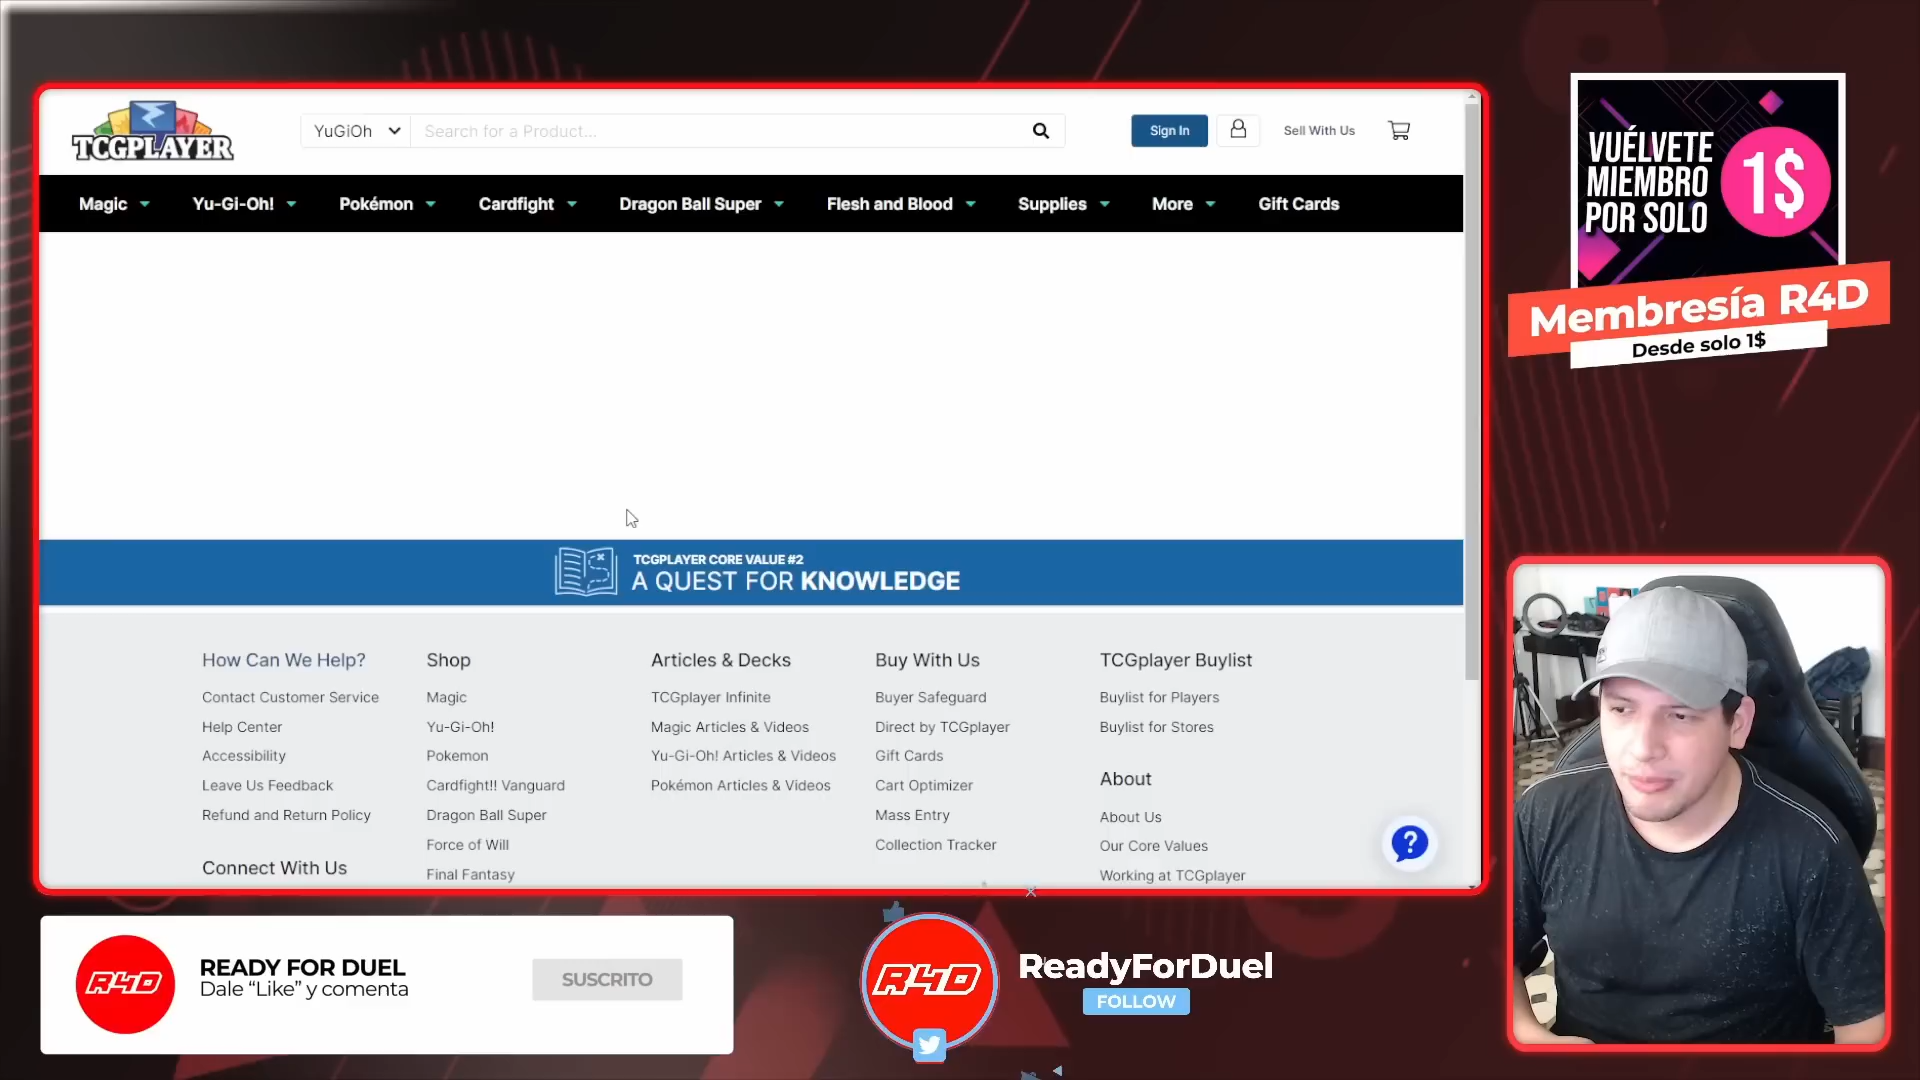 TCGPLAYER
YuGiOh
Search for a Product...
Sign In
Sell With Us
Magic
Yu-Gi-Oh!
Pokémon
Cardfight
Dragon Ball Super
Flesh and Blood
Supplies
More
Gift Cards
TCGPLAYER CORE VALUE #2
A QUEST FOR KNOWLEDGE
How Can We Help?
Contact Customer Service
Help Center
Accessibility
Leave Us Feedback
Refund and Return Policy
Connect With Us
Shop
Magic
Yu-Gi-Oh!
Pokemon
Cardfight!! Vanguard
Dragon Ball Super
Force of Will
Final Fantasy
Articles & Decks
TCGplayer Infinite
Magic Articles & Videos
Yu-Gi-Oh! Articles & Videos
Pokémon Articles & Videos
Buy With Us
Buyer Safeguard
Direct by TCGplayer
Gift Cards
Cart Optimizer
Mass Entry
Collection Tracker
TCGplayer Buylist
Buylist for Players
Buylist for Stores
About
About Us
Our Core Values
Working at TCGplayer
?
VUÉLVETE
MIEMBRO
POR SOLO
1$
Membresía R4D
Desde solo 1$
R4D
READY FOR DUEL
Dale “Like” y comenta
SUSCRITO
R4D
ReadyForDuel
FOLLOW